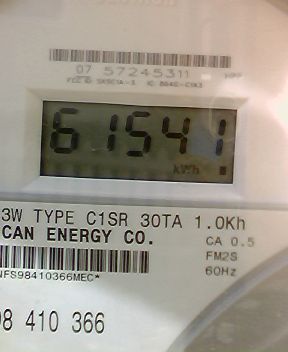 07 57245311
61541
kWh
3W TYPE C1SR 30TA 1.0Kh
CAN ENERGY CO.
CA 0.5
FM2S
60Hz
NFS98410366MEC*
98 410 366